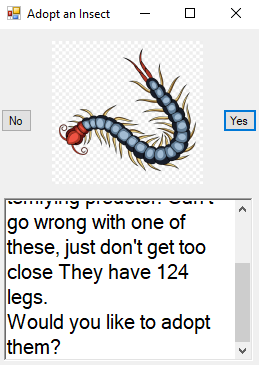 Adopt an Insect
No
Yes
go wrong with one of
these, just don't get too
close They have 124
legs.
Would you like to adopt
them?